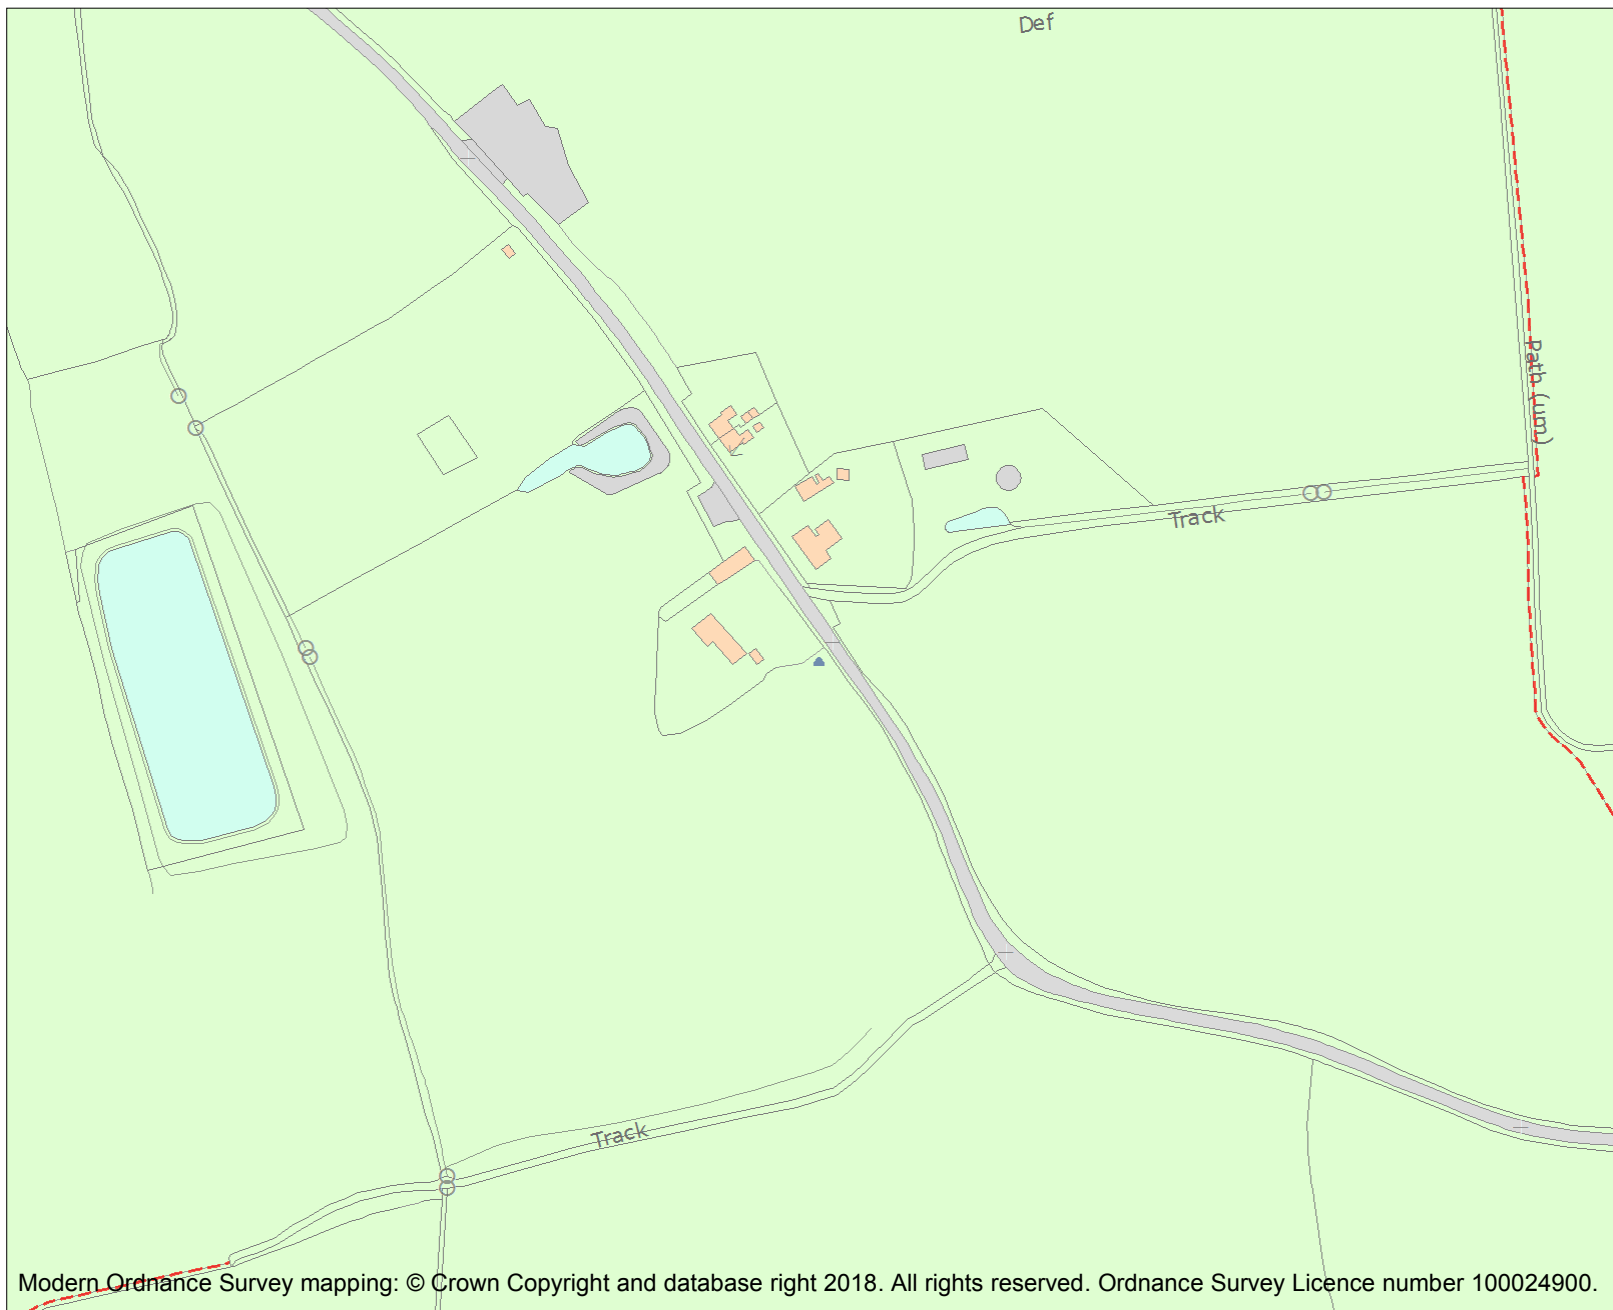 Def
Path (um)
Track
Track
Modern Ordnance Survey mapping: © Crown Copyright and database right 2018. All rights reserved. Ordnance Survey Licence number 100024900.